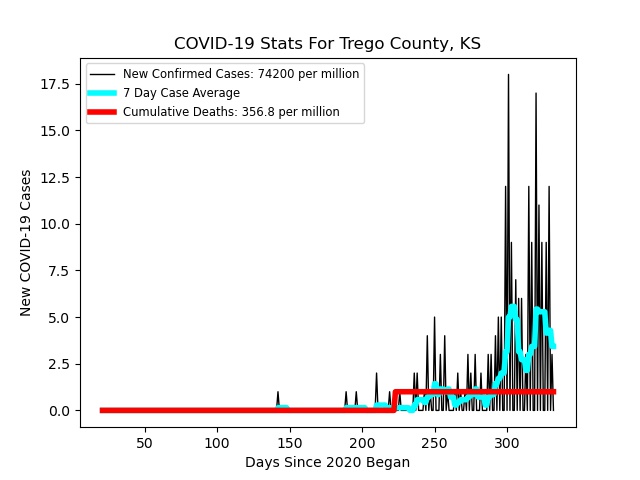 COVID-19 Stats For Trego County, KS
New Confirmed Cases: 74200 per million
7 Day Case Average
Cumulative Deaths: 356.8 per million
New COVID-19 Cases
17.5
15.0
12.5
10.0
7.5
5.0
2.5
0.0
50
100
150
200
250
300
Days Since 2020 Began